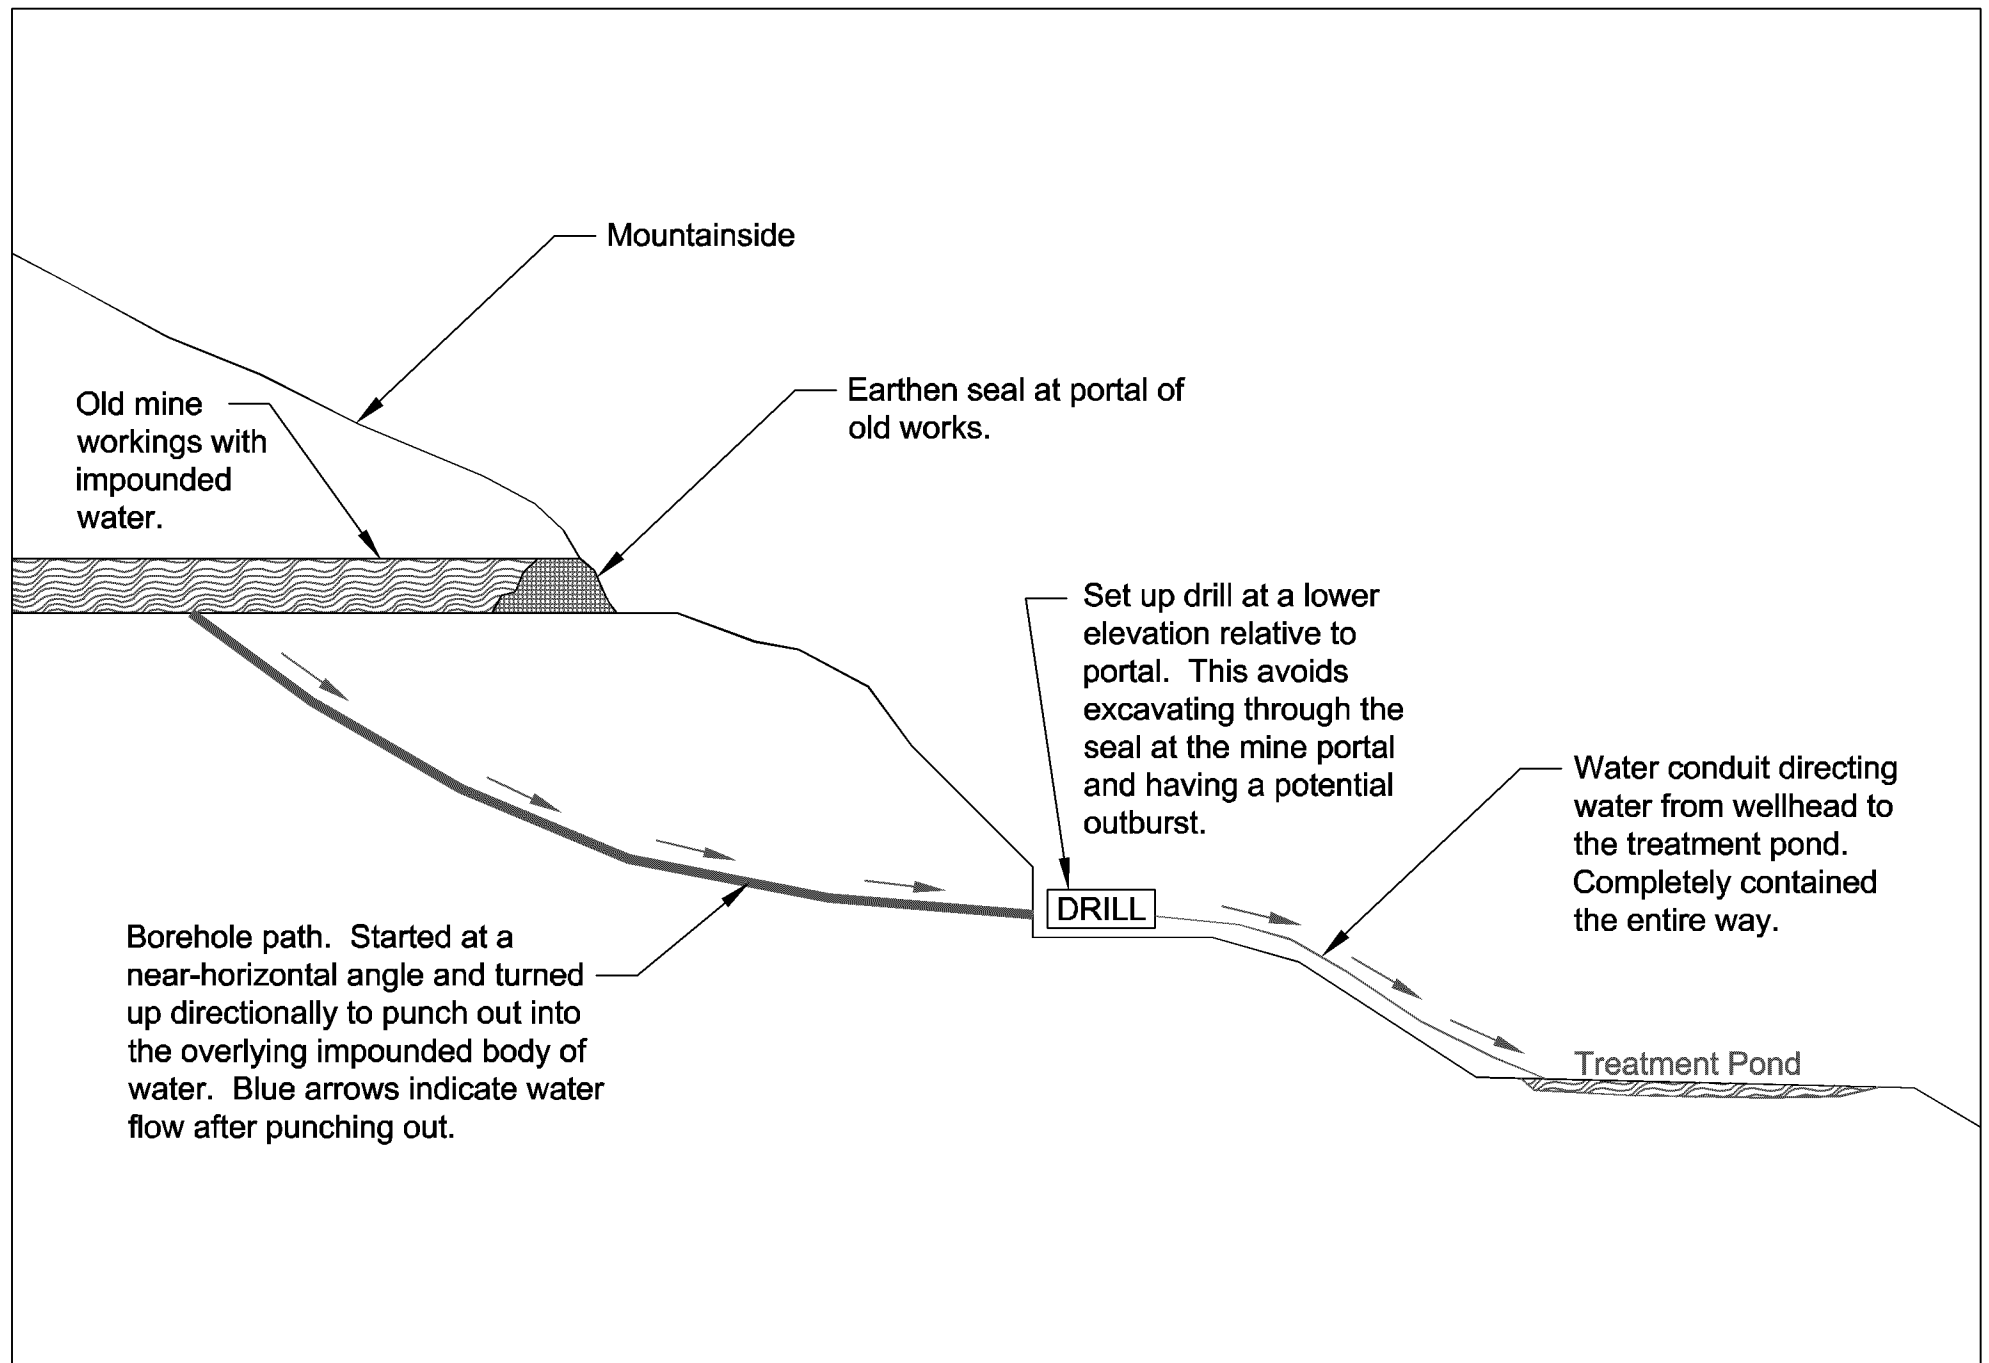 Mountainside
Old mine
workings with
impounded
water.
Earthen seal at portal of
old works.
Set up drill at a lower
elevation relative to
portal.  This avoids
excavating through the
seal at the mine portal
and having a potential
outburst.
Water conduit directing
water from wellhead to
the treatment pond.
Completely contained
the entire way.
DRILL
Borehole path.  Started at a
near-horizontal angle and turned
up directionally to punch out into
the overlying impounded body of
water.  Blue arrows indicate water
flow after punching out.
Treatment Pond